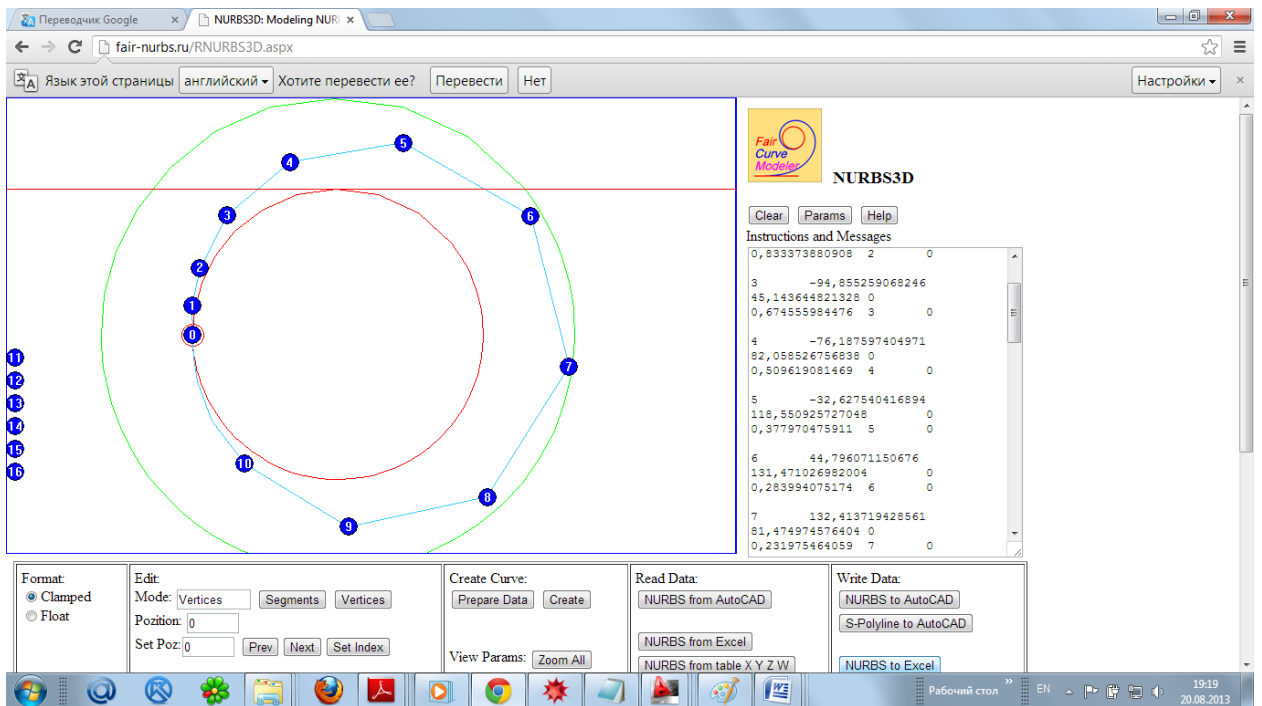 Переводчик Google × NURBS3D: Modeling NUR ×
fair-nurbs.ru/RNURBS3D.aspx
Язык этой страницы английский Хотите перевести ее? Перевести Нет Настройки ×
5
4
3
6
2
1
0
7
11
12
13
14
15
16
10
8
9
Fair
Curve
Modeler
NURBS3D
Clear Params Help
Instructions and Messages
0,833373880908 2 0
3 -94,855259068246
45,143644821328 0
0,674555984476 3 0
4 -76,187597404971
82,058526756838 0
0,509619081469 4 0
5 -32,627540416894
118,550925727048 0
0,377970475911 5 0
6 44,796071150676
131,471026982004 0
0,283994075174 6 0
7 132,413719428561
81,474974576404 0
0,231975464059 7 0
Format:
Clamped
Float
Edit:
Mode: Vertices Segments Vertices
Pozition: 0
Set Poz: 0 Prev Next Set Index
Create Curve:
Prepare Data Create
View Params: Zoom All
Read Data:
NURBS from AutoCAD
NURBS from Excel
NURBS from table X Y Z W
Write Data:
NURBS to AutoCAD
S-Polyline to AutoCAD
NURBS to Excel
Рабочий стол » EN 19:19
20.08.2013